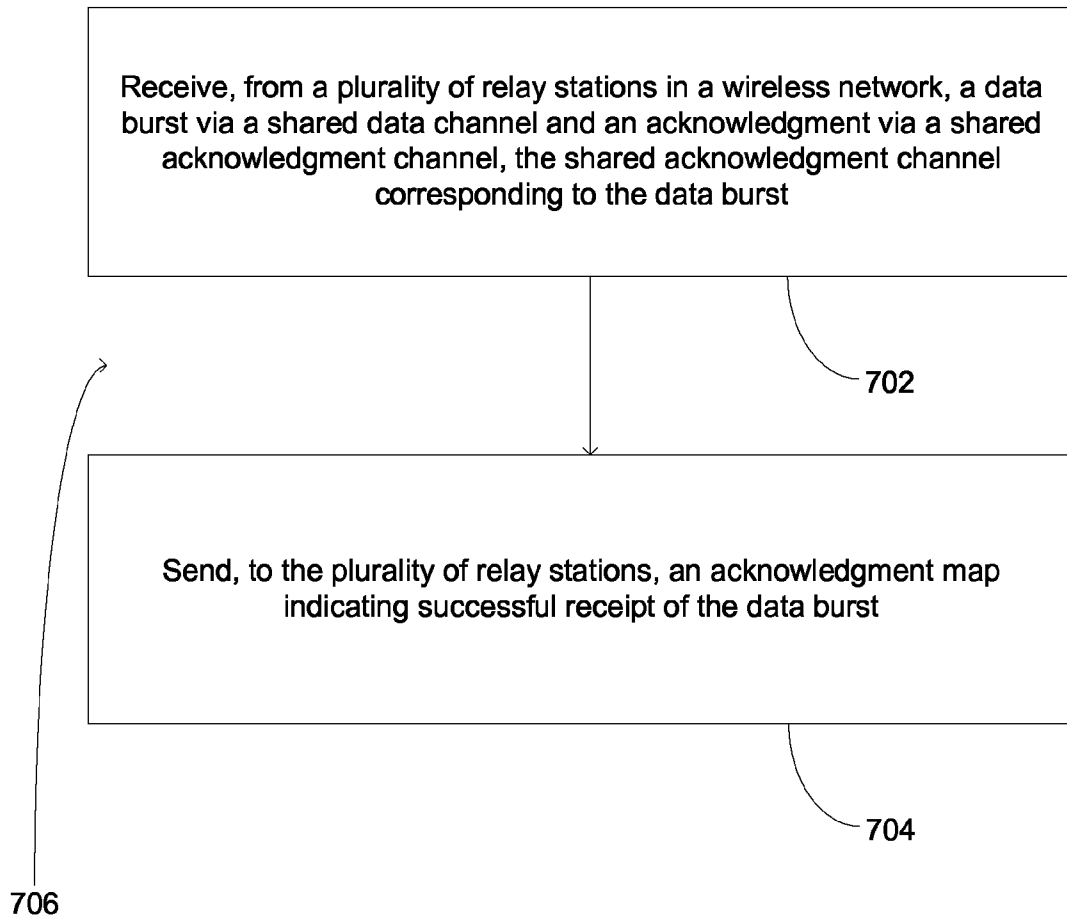 Receive, from a plurality of relay stations in a wireless network, a data
burst via a shared data channel and an acknowledgment via a shared
acknowledgment channel, the shared acknowledgment channel
corresponding to the data burst
702
Send, to the plurality of relay stations, an acknowledgment map
indicating successful receipt of the data burst
704
706